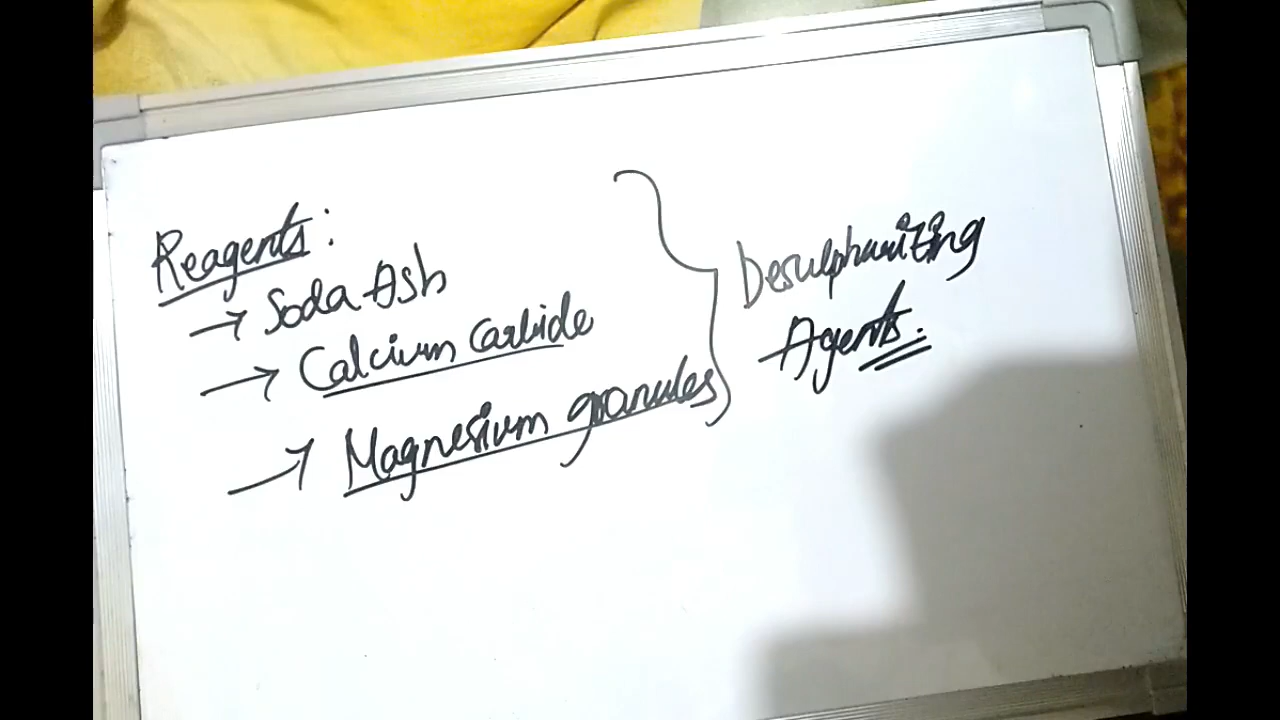 Reagents:
→ Soda Ash
→ Calcium Carbide
→ Magnesium granules
Desulphurizing
Agents.